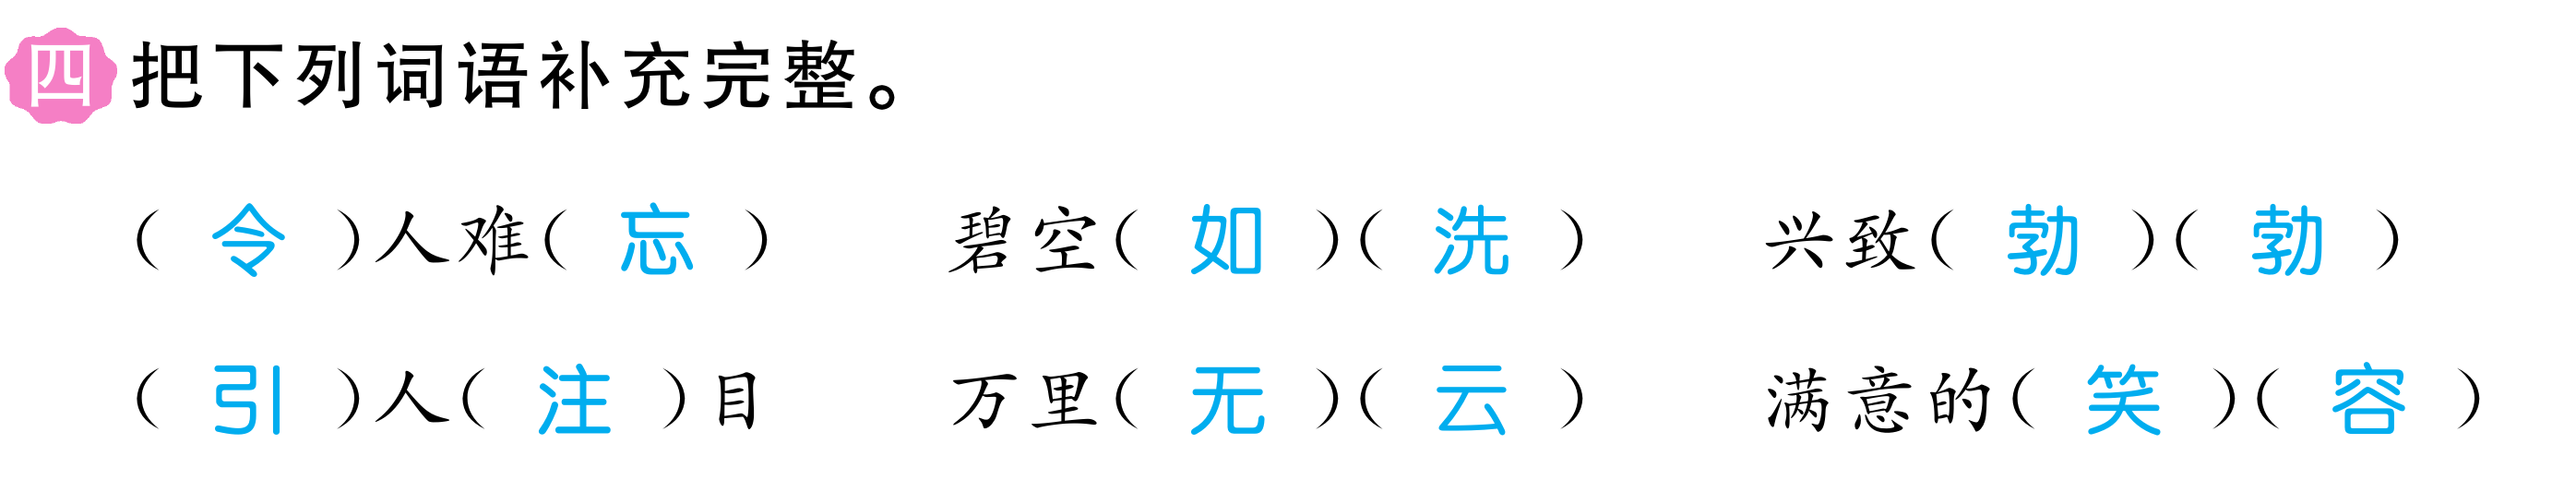 四 把下列词语补充完整。
（ 令 ）人难（ 忘 ） 碧空（ 如 ）（ 洗 ） 兴致（ 勃 ）（ 勃 ）
（ 引 ）人（ 注 ）目 万里（ 无 ）（ 云 ） 满意的（ 笑 ）（ 容 ）